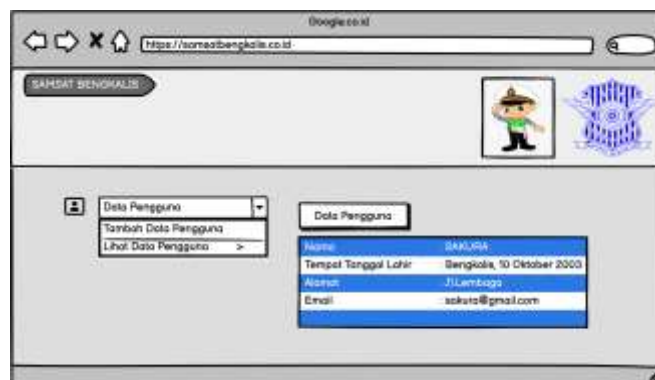 Google.co.id
https://samsatbengkalis.co.id
SAMSAT BENGKALIS
Data Pengguna
Tambah Data Pengguna
Lihat Data Pengguna >
Data Pengguna
Nama SAKURA
Tempat Tanggal Lahir Bengkalis, 10 Oktober 2003
Alamat Jl.Lembaga
Email sakura@gmail.com